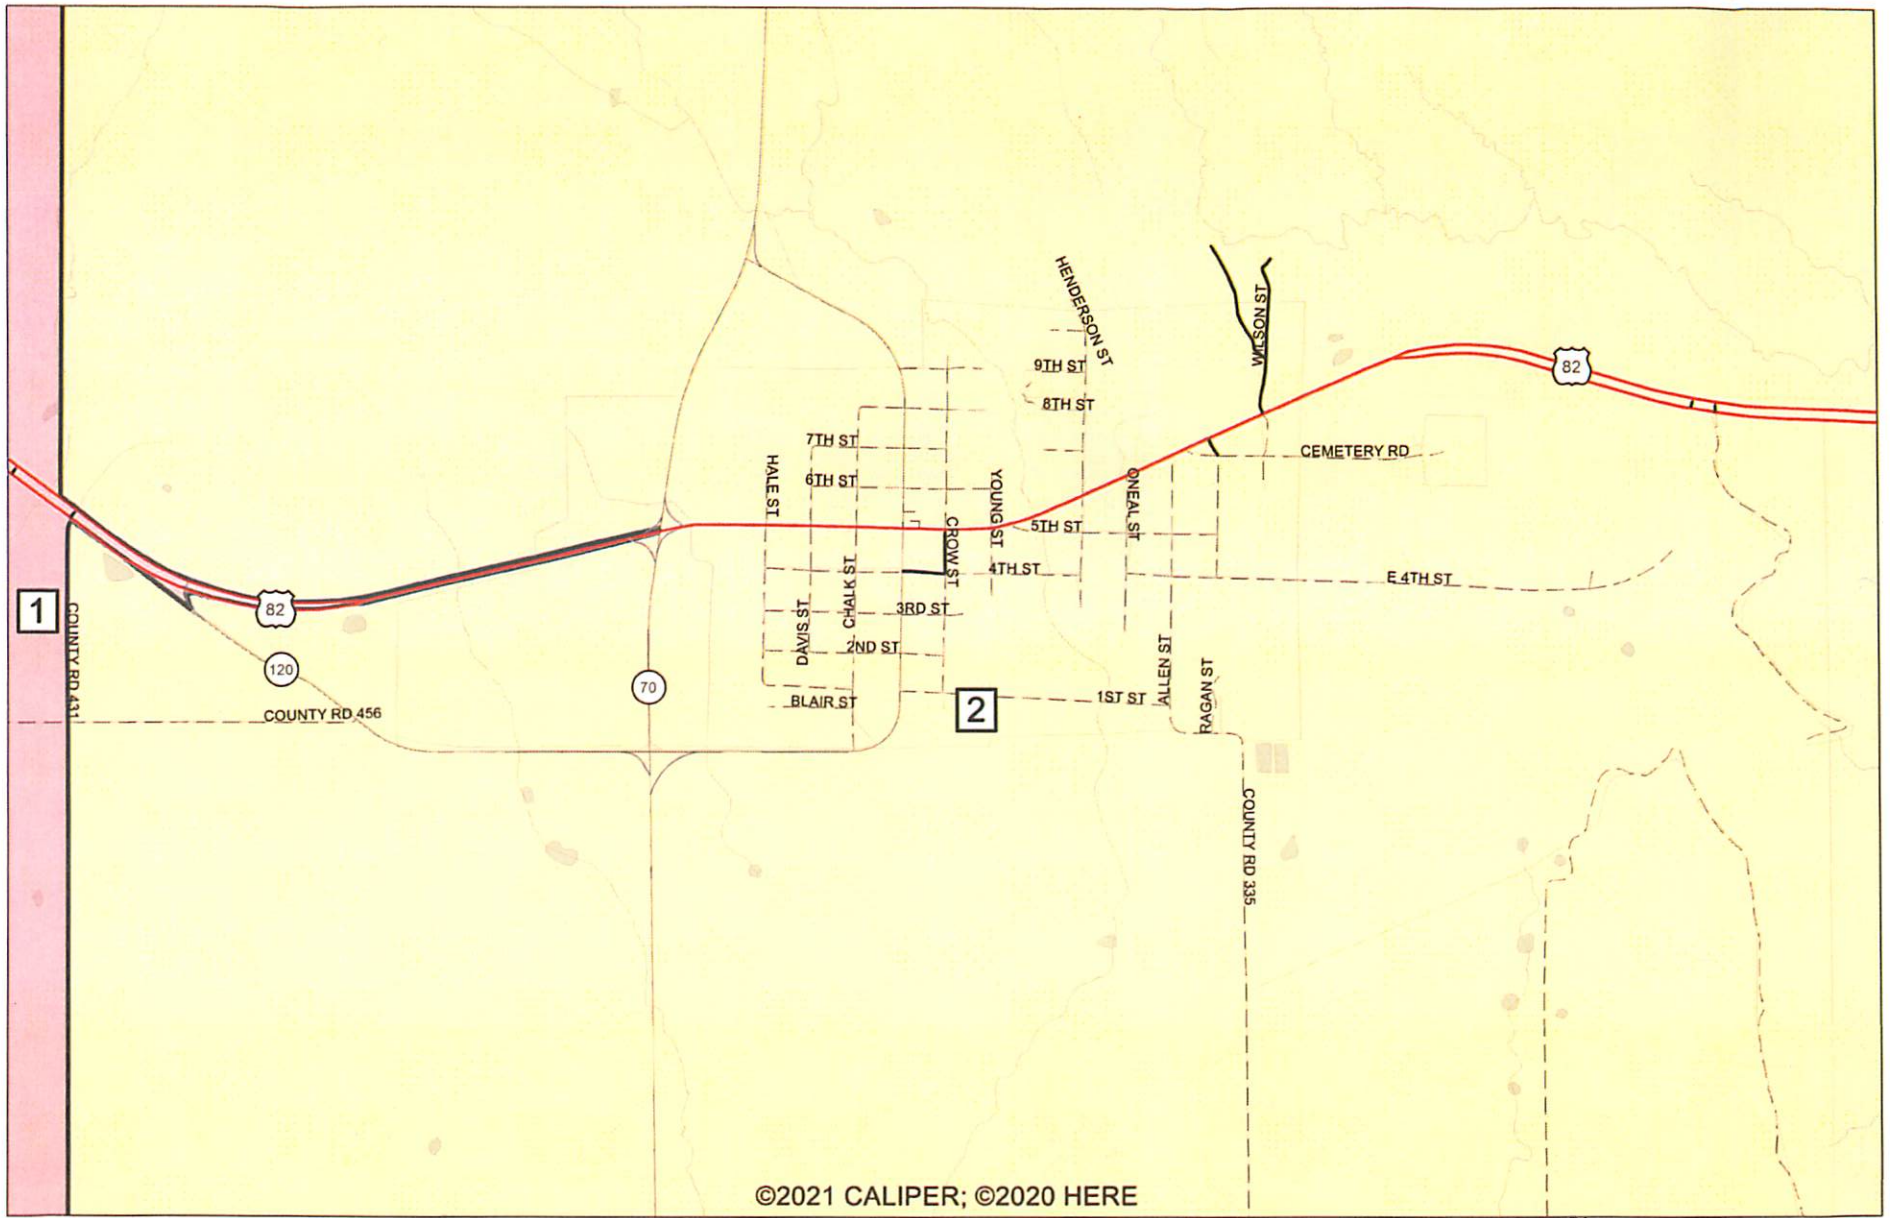 HENDERSON ST
WILSON ST
9TH ST
82
8TH ST
7TH ST
CEMETERY RD
HALE ST
6TH ST
YOUNG ST
ONEAL ST
5TH ST
CROW ST
4TH ST
E 4TH ST
CHALK ST
82
1
3RD ST
COUNTY RD 431
DAVIS ST
2ND ST
ALLEN ST
120
70
RAGAN ST
BLAIR ST
1ST ST
2
COUNTY RD 456
COUNTY RD 335
©2021 CALIPER; ©2020 HERE